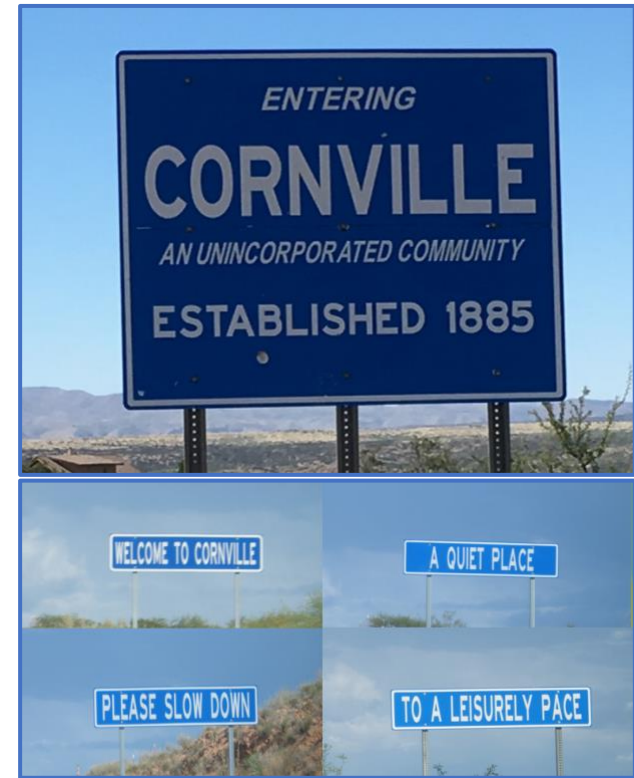 ENTERING
CORNVILLE
AN UNINCORPORATED COMMUNITY
ESTABLISHED 1885
WELCOME TO CORNVILLE
A QUIET PLACE
PLEASE SLOW DOWN
TO A LEISURELY PACE